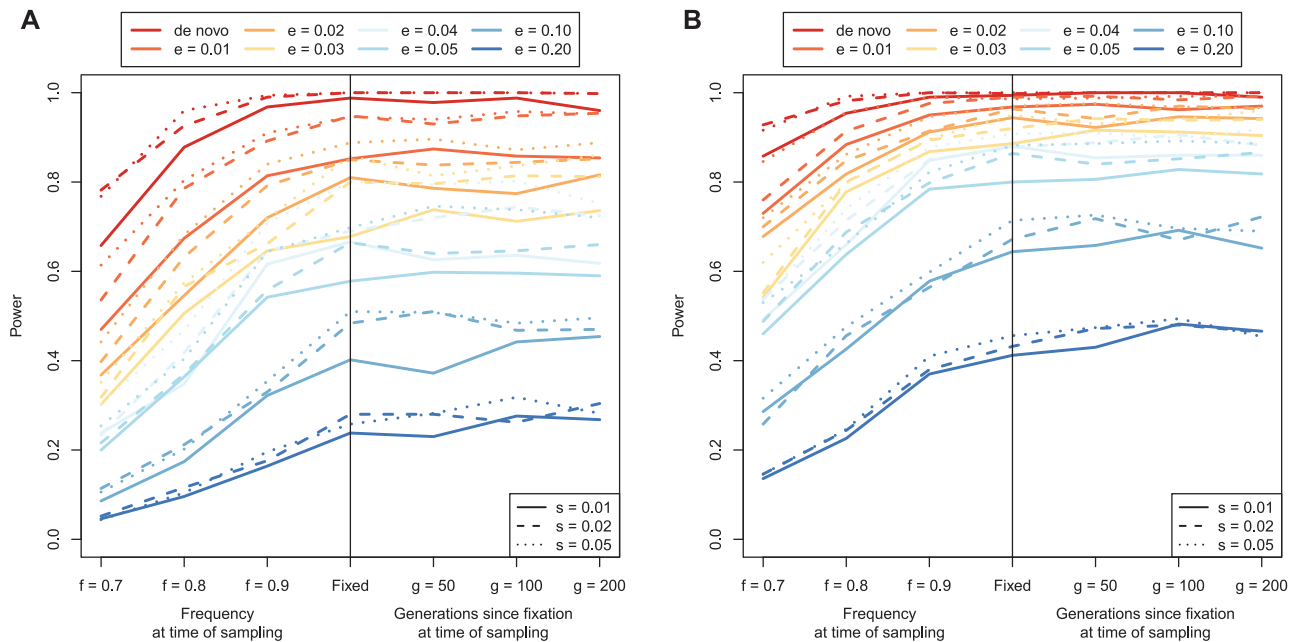 A
de novo e = 0.02 e = 0.04 e = 0.10
e = 0.01 e = 0.03 e = 0.05 e = 0.20
Power
1.0
0.8
0.6
0.4
0.2
0.0
s = 0.01
s = 0.02
s = 0.05
f = 0.7 f = 0.8 f = 0.9 Fixed g = 50 g = 100 g = 200
Frequency Generations since fixation
at time of sampling at time of sampling
B
de novo e = 0.02 e = 0.04 e = 0.10
e = 0.01 e = 0.03 e = 0.05 e = 0.20
Power
1.0
0.8
0.6
0.4
0.2
0.0
s = 0.01
s = 0.02
s = 0.05
f = 0.7 f = 0.8 f = 0.9 Fixed g = 50 g = 100 g = 200
Frequency Generations since fixation
at time of sampling at time of sampling